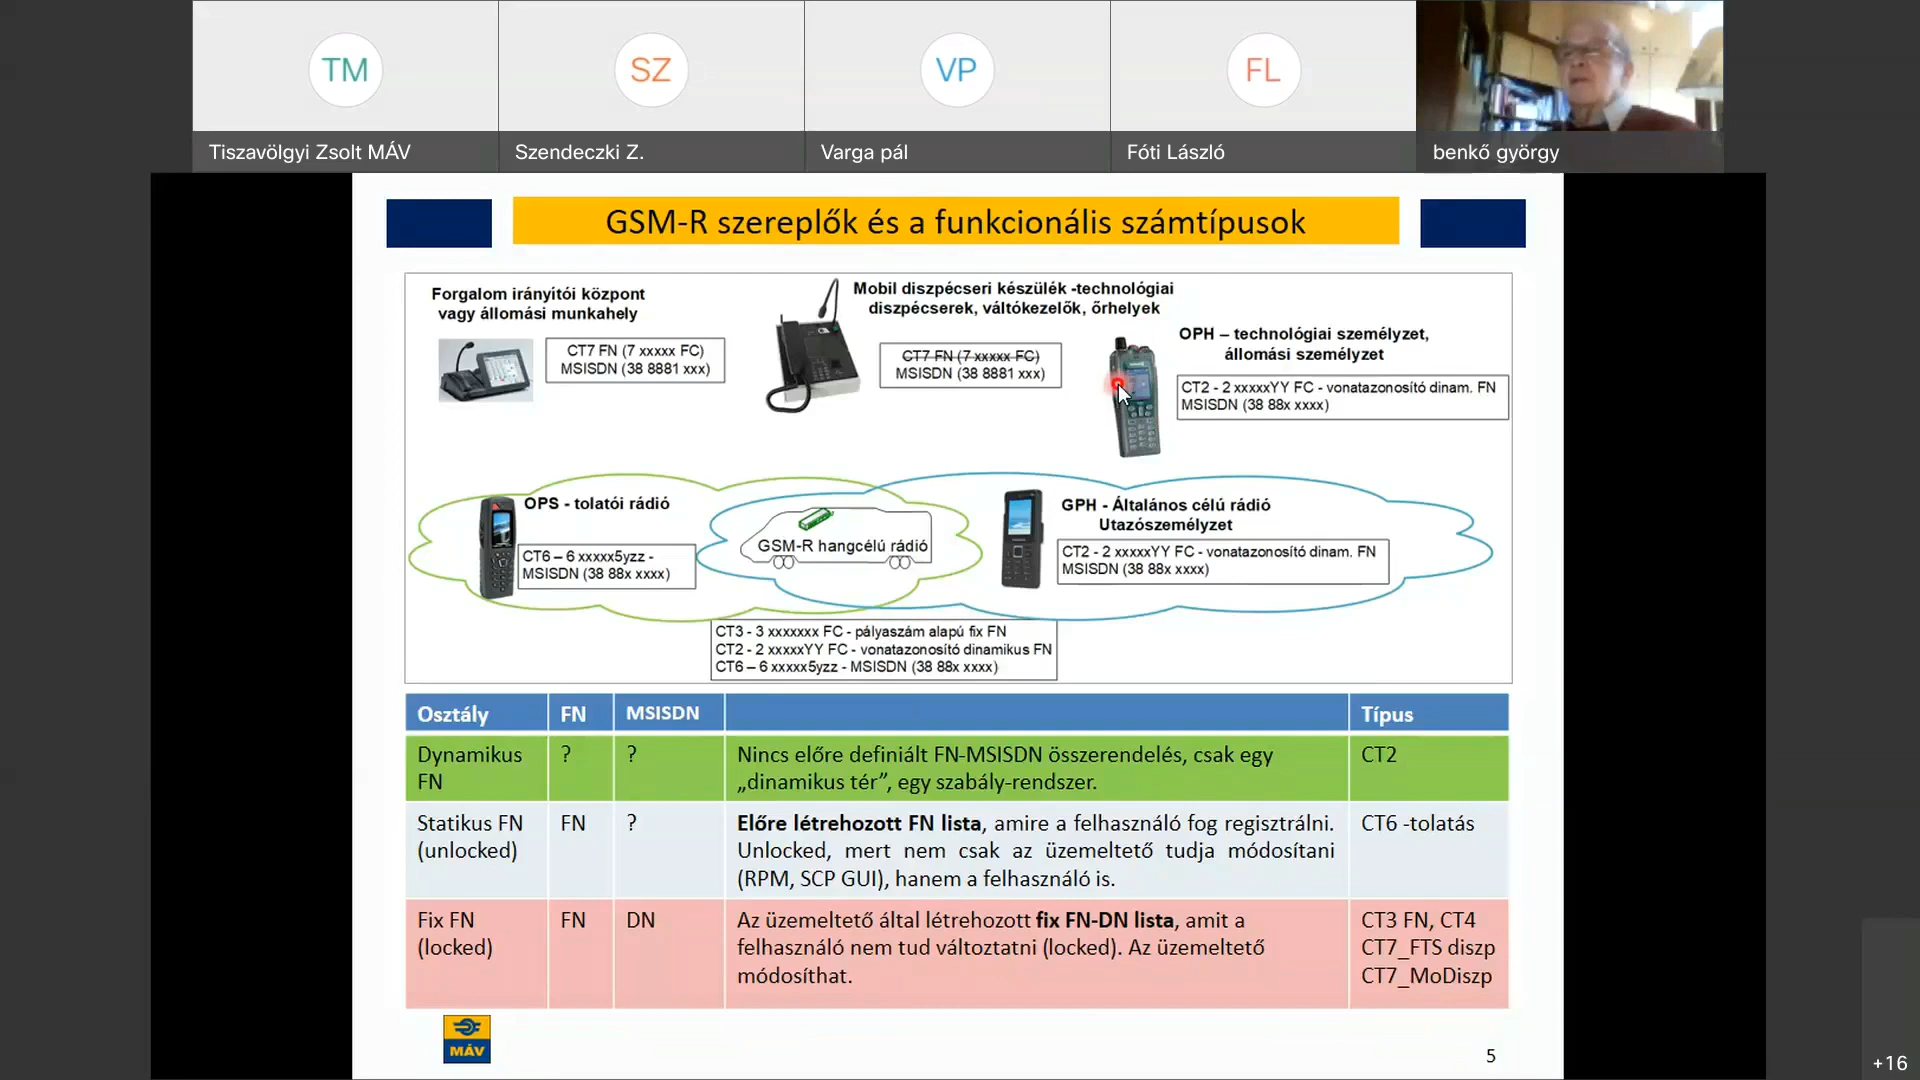 TM
SZ
VP
FL
Tiszavölgyi Zsolt MÁV
Szendeczki Z.
Varga pál
Fóti László
benkő györgy
GSM-R szereplők és a funkcionális számtípusok
Forgalom irányítói központ
vagy állomási munkahely
CT7 FN (7 xxxxx FC)
MSISDN (38 8881 xxx)
Mobil diszpécseri készülék -technológiai
diszpécserek, váltókezelők, őrhelyek
CT7 FN (7 xxxxx FC)
MSISDN (38 8881 xxx)
OPH – technológiai személyzet,
állomási személyzet
CT2 - 2 xxxxxYY FC - vonatazonosító dinam. FN
MSISDN (38 88x xxxx)
OPS - tolatói rádió
CT6 – 6 xxxxx5yzz -
MSISDN (38 88x xxxx)
GSM-R hangcélú rádió
GPH - Általános célú rádió
Utazószemélyzet
CT2 - 2 xxxxxYY FC - vonatazonosító dinam. FN
MSISDN (38 88x xxxx)
CT3 - 3 xxxxxxx FC - pályaszám alapú fix FN
CT2 - 2 xxxxxYY FC - vonatazonosító dinamikus FN
CT6 – 6 xxxxx5yzz - MSISDN (38 88x xxxx)
Osztály FN MSISDN Típus
Dynamikus FN
?
?
Nincs előre definiált FN-MSISDN összerendelés, csak egy
„dinamikus tér”, egy szabály-rendszer.
CT2
Statikus FN
(unlocked)
FN
?
Előre létrehozott FN lista, amire a felhasználó fog regisztrálni.
Unlocked, mert nem csak az üzemeltető tudja módosítani
(RPM, SCP GUI), hanem a felhasználó is.
CT6 -tolatás
Fix FN
(locked)
FN
DN
Az üzemeltető által létrehozott fix FN-DN lista, amit a
felhasználó nem tud változtatni (locked). Az üzemeltető
módosíthat.
CT3 FN, CT4
CT7_FTS diszp
CT7_MoDiszp
MÁV
5
+16